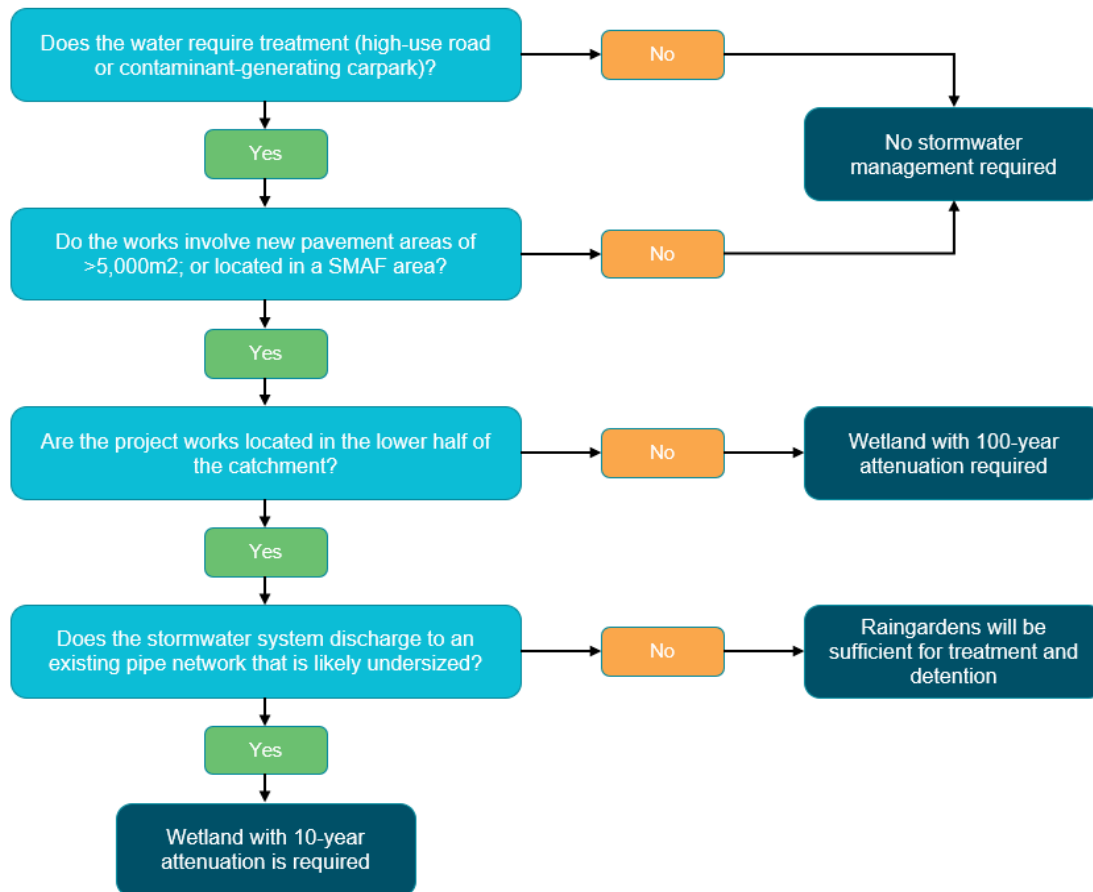 Does the water require treatment (high-use road
or contaminant-generating carpark)?
No
Yes
No stormwater
management required
Do the works involve new pavement areas of
>5,000m2; or located in a SMAF area?
No
Yes
Are the project works located in the lower half of
the catchment?
No
Wetland with 100-year
attenuation required
Yes
Does the stormwater system discharge to an
existing pipe network that is likely undersized?
No
Raingardens will be
sufficient for treatment and
detention
Yes
Wetland with 10-year
attenuation is required